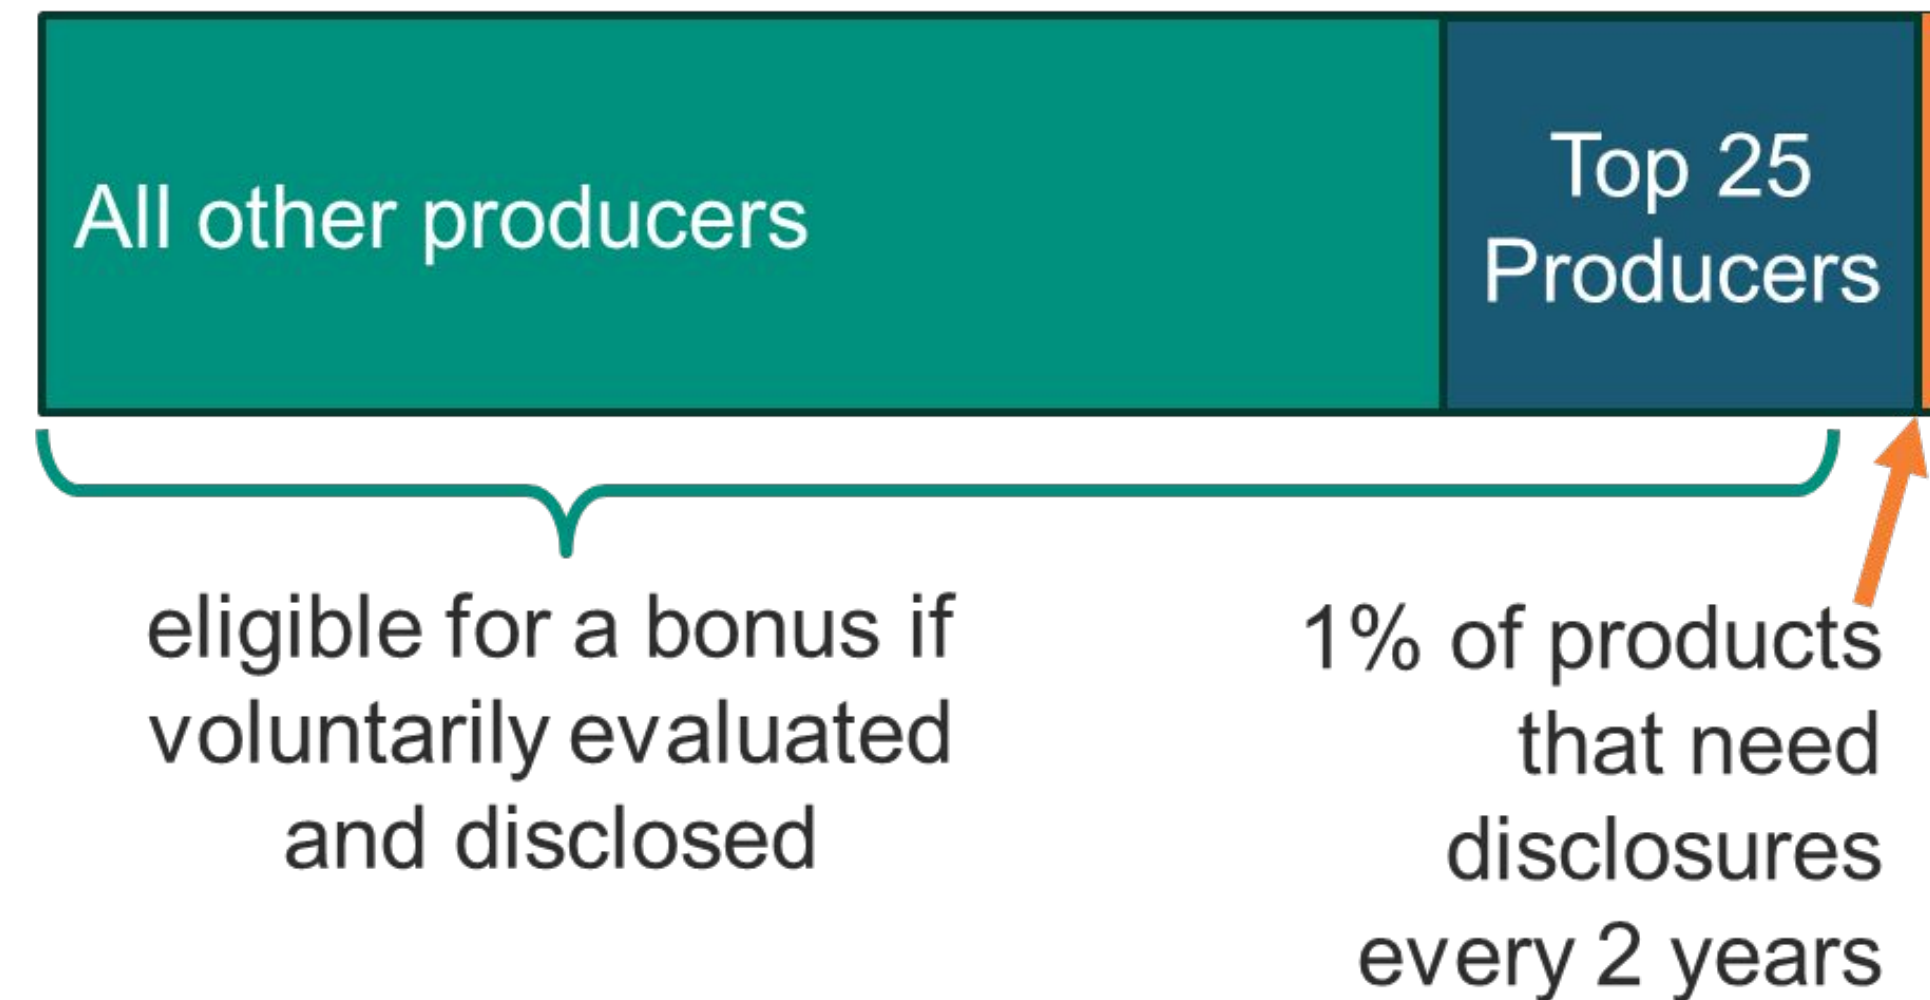 All other producers
Top 25
Producers
eligible for a bonus if
voluntarily evaluated
and disclosed
1% of products
that need
disclosures
every 2 years